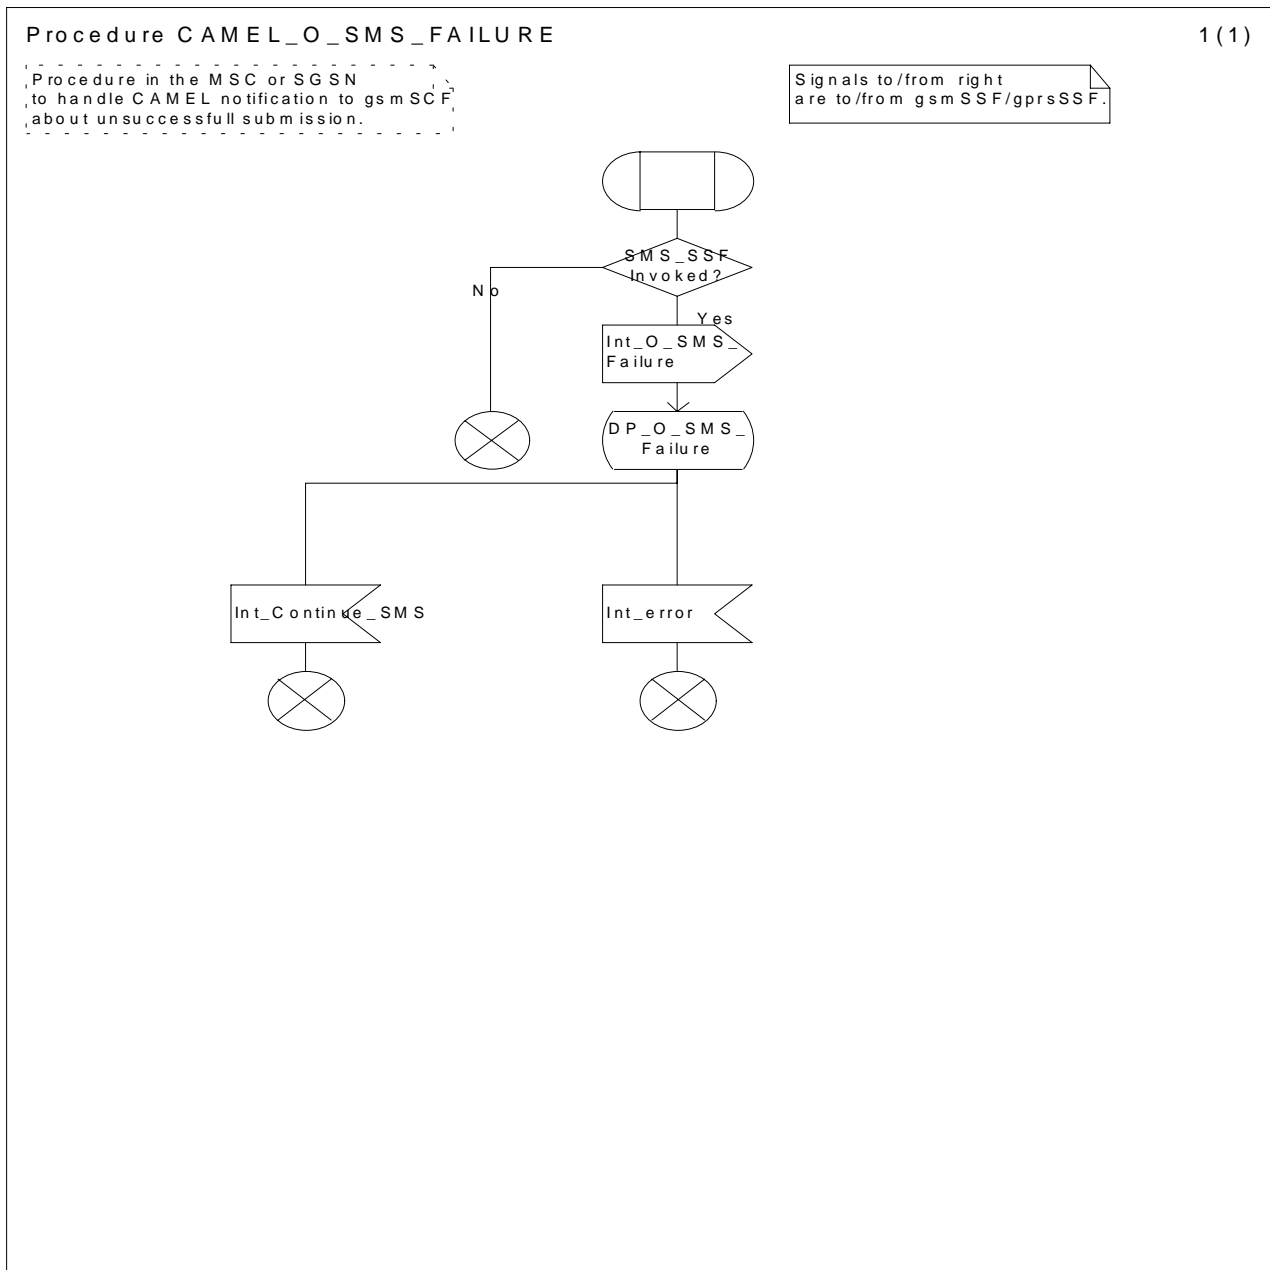 Procedure CAMEL_O_SMS_FAILURE
1(1)
Procedure in the MSC or SGSN
to handle CAMEL notification to gsmSCF
about unsuccessfull submission.
Signals to/from right
are to/from gsmSSF/gprsSSF.
SMS_SSF
Invoked?
No
Yes
Int_O_SMS_
Failure
DP_O_SMS_
Failure
Int_Continue_SMS
Int_error